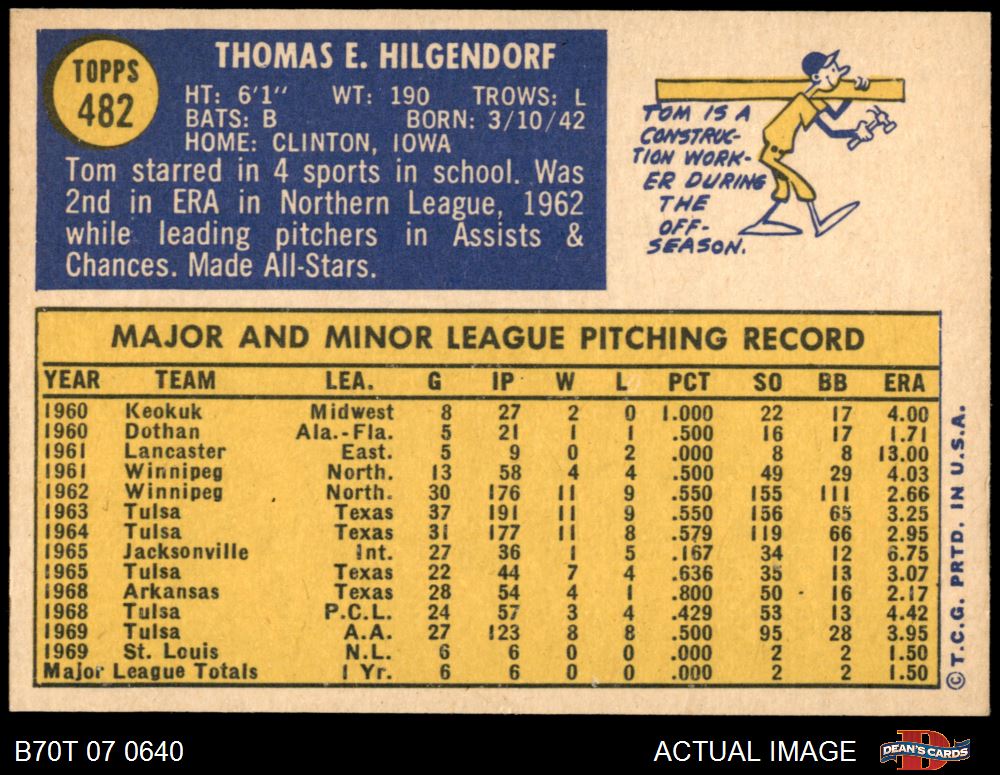 TOPPS
482
THOMAS E. HILGENDORF
HT: 6'1" WT: 190 TROWS: L
BATS: B BORN: 3/10/42
HOME: CLINTON, IOWA
Tom starred in 4 sports in school. Was
2nd in ERA in Northern League, 1962
while leading pitchers in Assists &
Chances. Made All-Stars.
TOM IS A
CONSTRUC-
TION WORK-
ER DURING
THE
OFF-
SEASON.
MAJOR AND MINOR LEAGUE PITCHING RECORD
YEAR TEAM LEA. G IP W L PCT SO BB ERA
1960 Keokuk Midwest 8 27 2 0 1.000 22 17 4.00
1960 Dothan Ala.-Fla. 5 21 1 1 .500 16 17 1.71
1961 Lancaster East. 5 9 0 2 .000 8 8 13.00
1961 Winnipeg North. 13 58 4 4 .500 49 29 4.03
1962 Winnipeg North. 30 176 11 9 .550 155 111 2.66
1963 Tulsa Texas 37 191 11 9 .550 156 65 3.25
1964 Tulsa Texas 31 177 11 8 .579 119 66 2.95
1965 Jacksonville Int. 27 36 1 5 .167 34 12 6.75
1965 Tulsa Texas 22 44 7 4 .636 35 13 3.07
1968 Arkansas Texas 28 54 4 1 .800 50 16 2.17
1968 Tulsa P.C.L. 24 57 3 4 .429 53 13 4.42
1969 Tulsa A.A. 27 123 8 8 .500 95 28 3.95
1969 St. Louis N.L. 6 6 0 0 .000 2 2 1.50
Major League Totals 1 Yr. 6 6 0 0 .000 2 2 1.50
© T.C.G. PRTD. IN U.S.A.
B70T 07 0640
ACTUAL IMAGE
DEAN'S CARDS